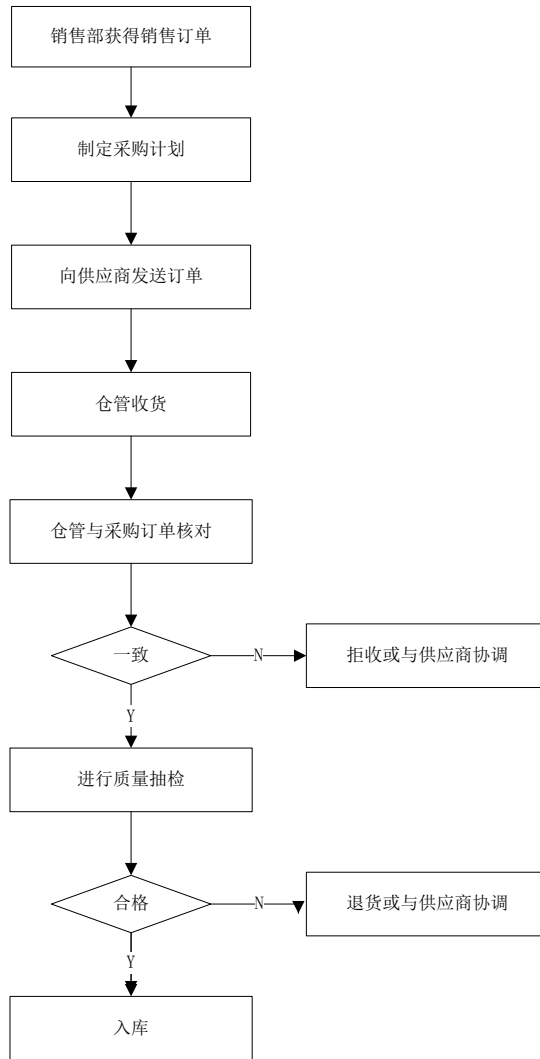 销售部获得销售订单
制定采购计划
向供应商发送订单
仓管收货
仓管与采购订单核对
一致
N
拒收或与供应商协调
Y
进行质量抽检
合格
N
退货或与供应商协调
Y
入库